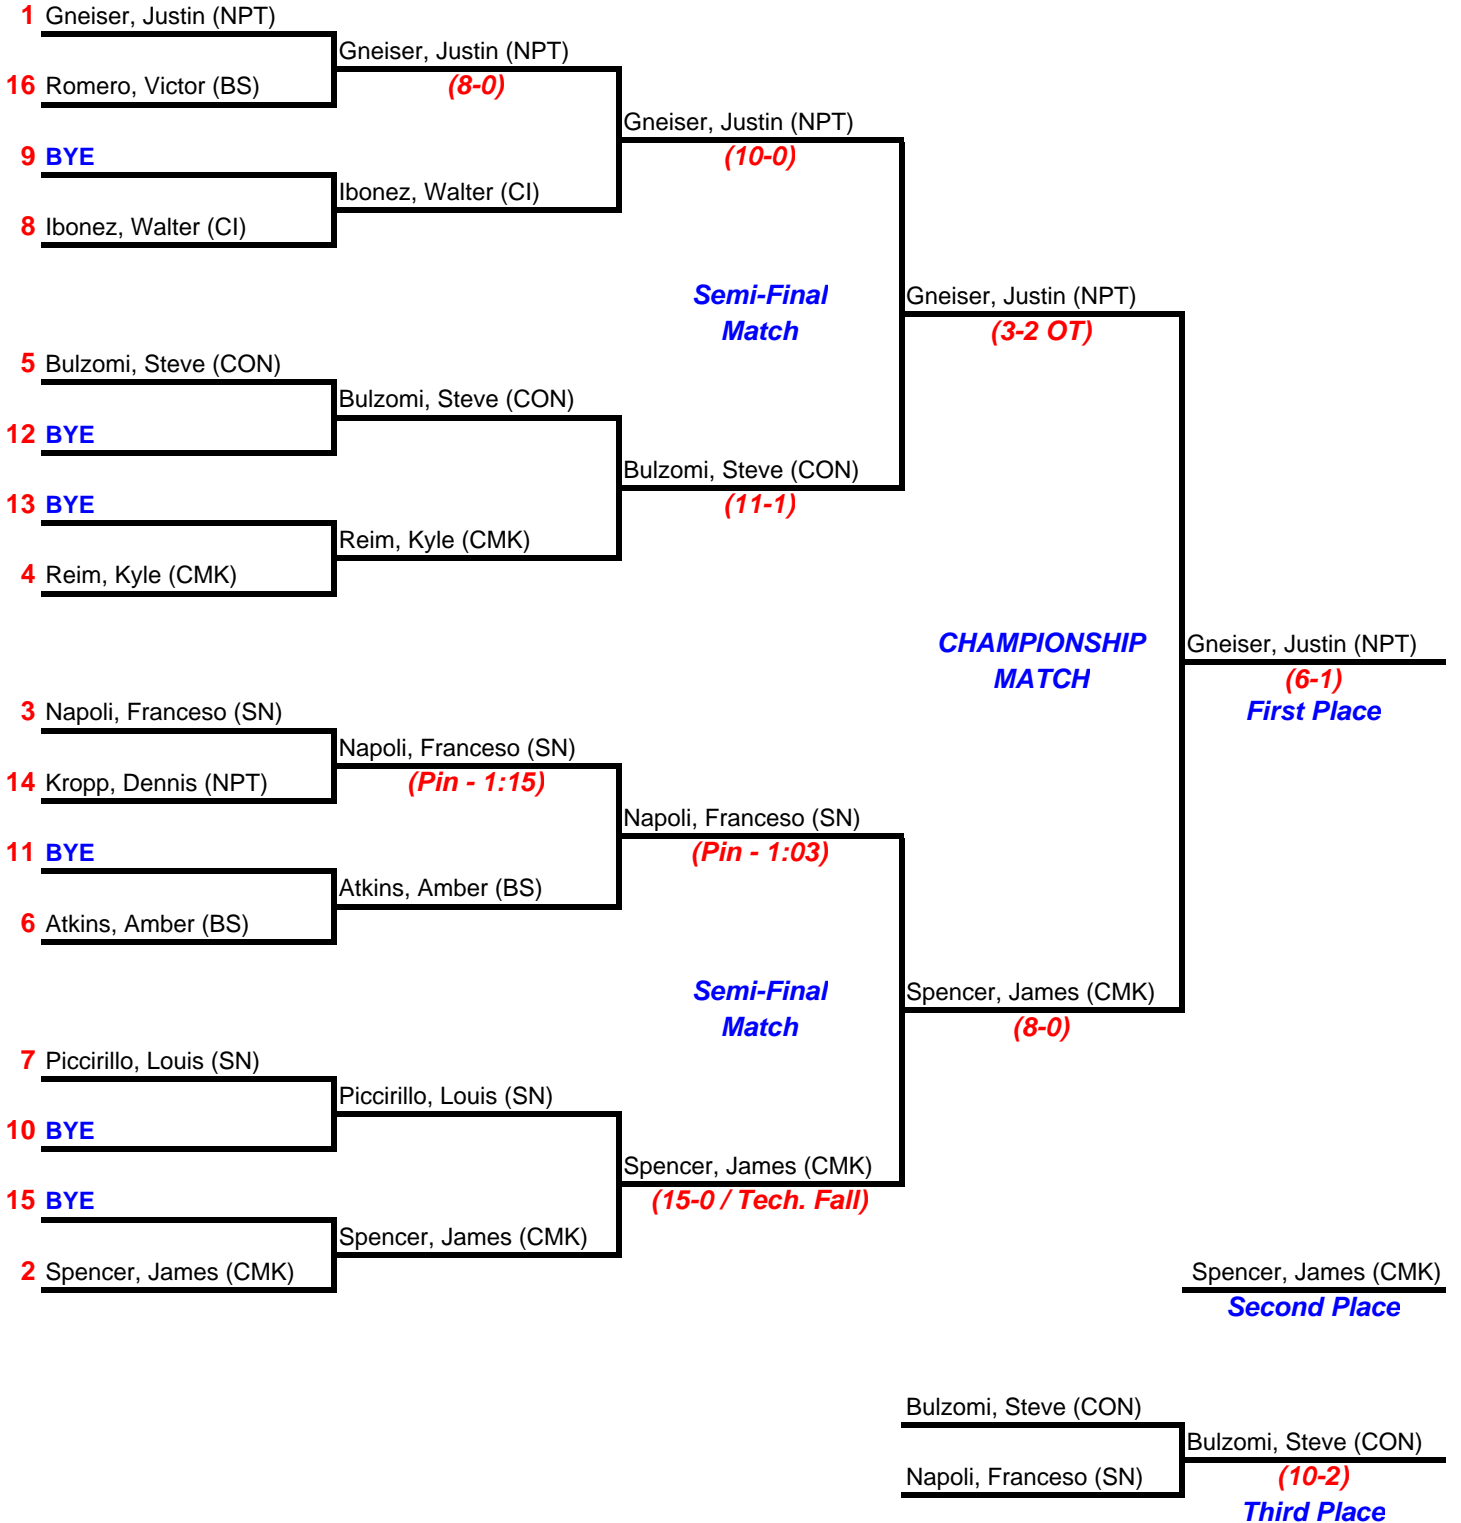 1 Gneiser, Justin (NPT)
Gneiser, Justin (NPT)
16 Romero, Victor (BS)
(8-0)
Gneiser, Justin (NPT)
9 BYE
(10-0)
Ibonez, Walter (CI)
8 Ibonez, Walter (CI)
Semi-Final
Match
Gneiser, Justin (NPT)
(3-2 OT)
5 Bulzomi, Steve (CON)
Bulzomi, Steve (CON)
12 BYE
Bulzomi, Steve (CON)
13 BYE
(11-1)
Reim, Kyle (CMK)
4 Reim, Kyle (CMK)
CHAMPIONSHIP
MATCH
Gneiser, Justin (NPT)
(6-1)
First Place
3 Napoli, Franceso (SN)
Napoli, Franceso (SN)
14 Kropp, Dennis (NPT)
(Pin - 1:15)
Napoli, Franceso (SN)
11 BYE
(Pin - 1:03)
Atkins, Amber (BS)
6 Atkins, Amber (BS)
Semi-Final
Match
Spencer, James (CMK)
(8-0)
7 Piccirillo, Louis (SN)
Piccirillo, Louis (SN)
10 BYE
Spencer, James (CMK)
15 BYE
(15-0 / Tech. Fall)
Spencer, James (CMK)
2 Spencer, James (CMK)
Spencer, James (CMK)
Second Place
Bulzomi, Steve (CON)
Bulzomi, Steve (CON)
Napoli, Franceso (SN)
(10-2)
Third Place